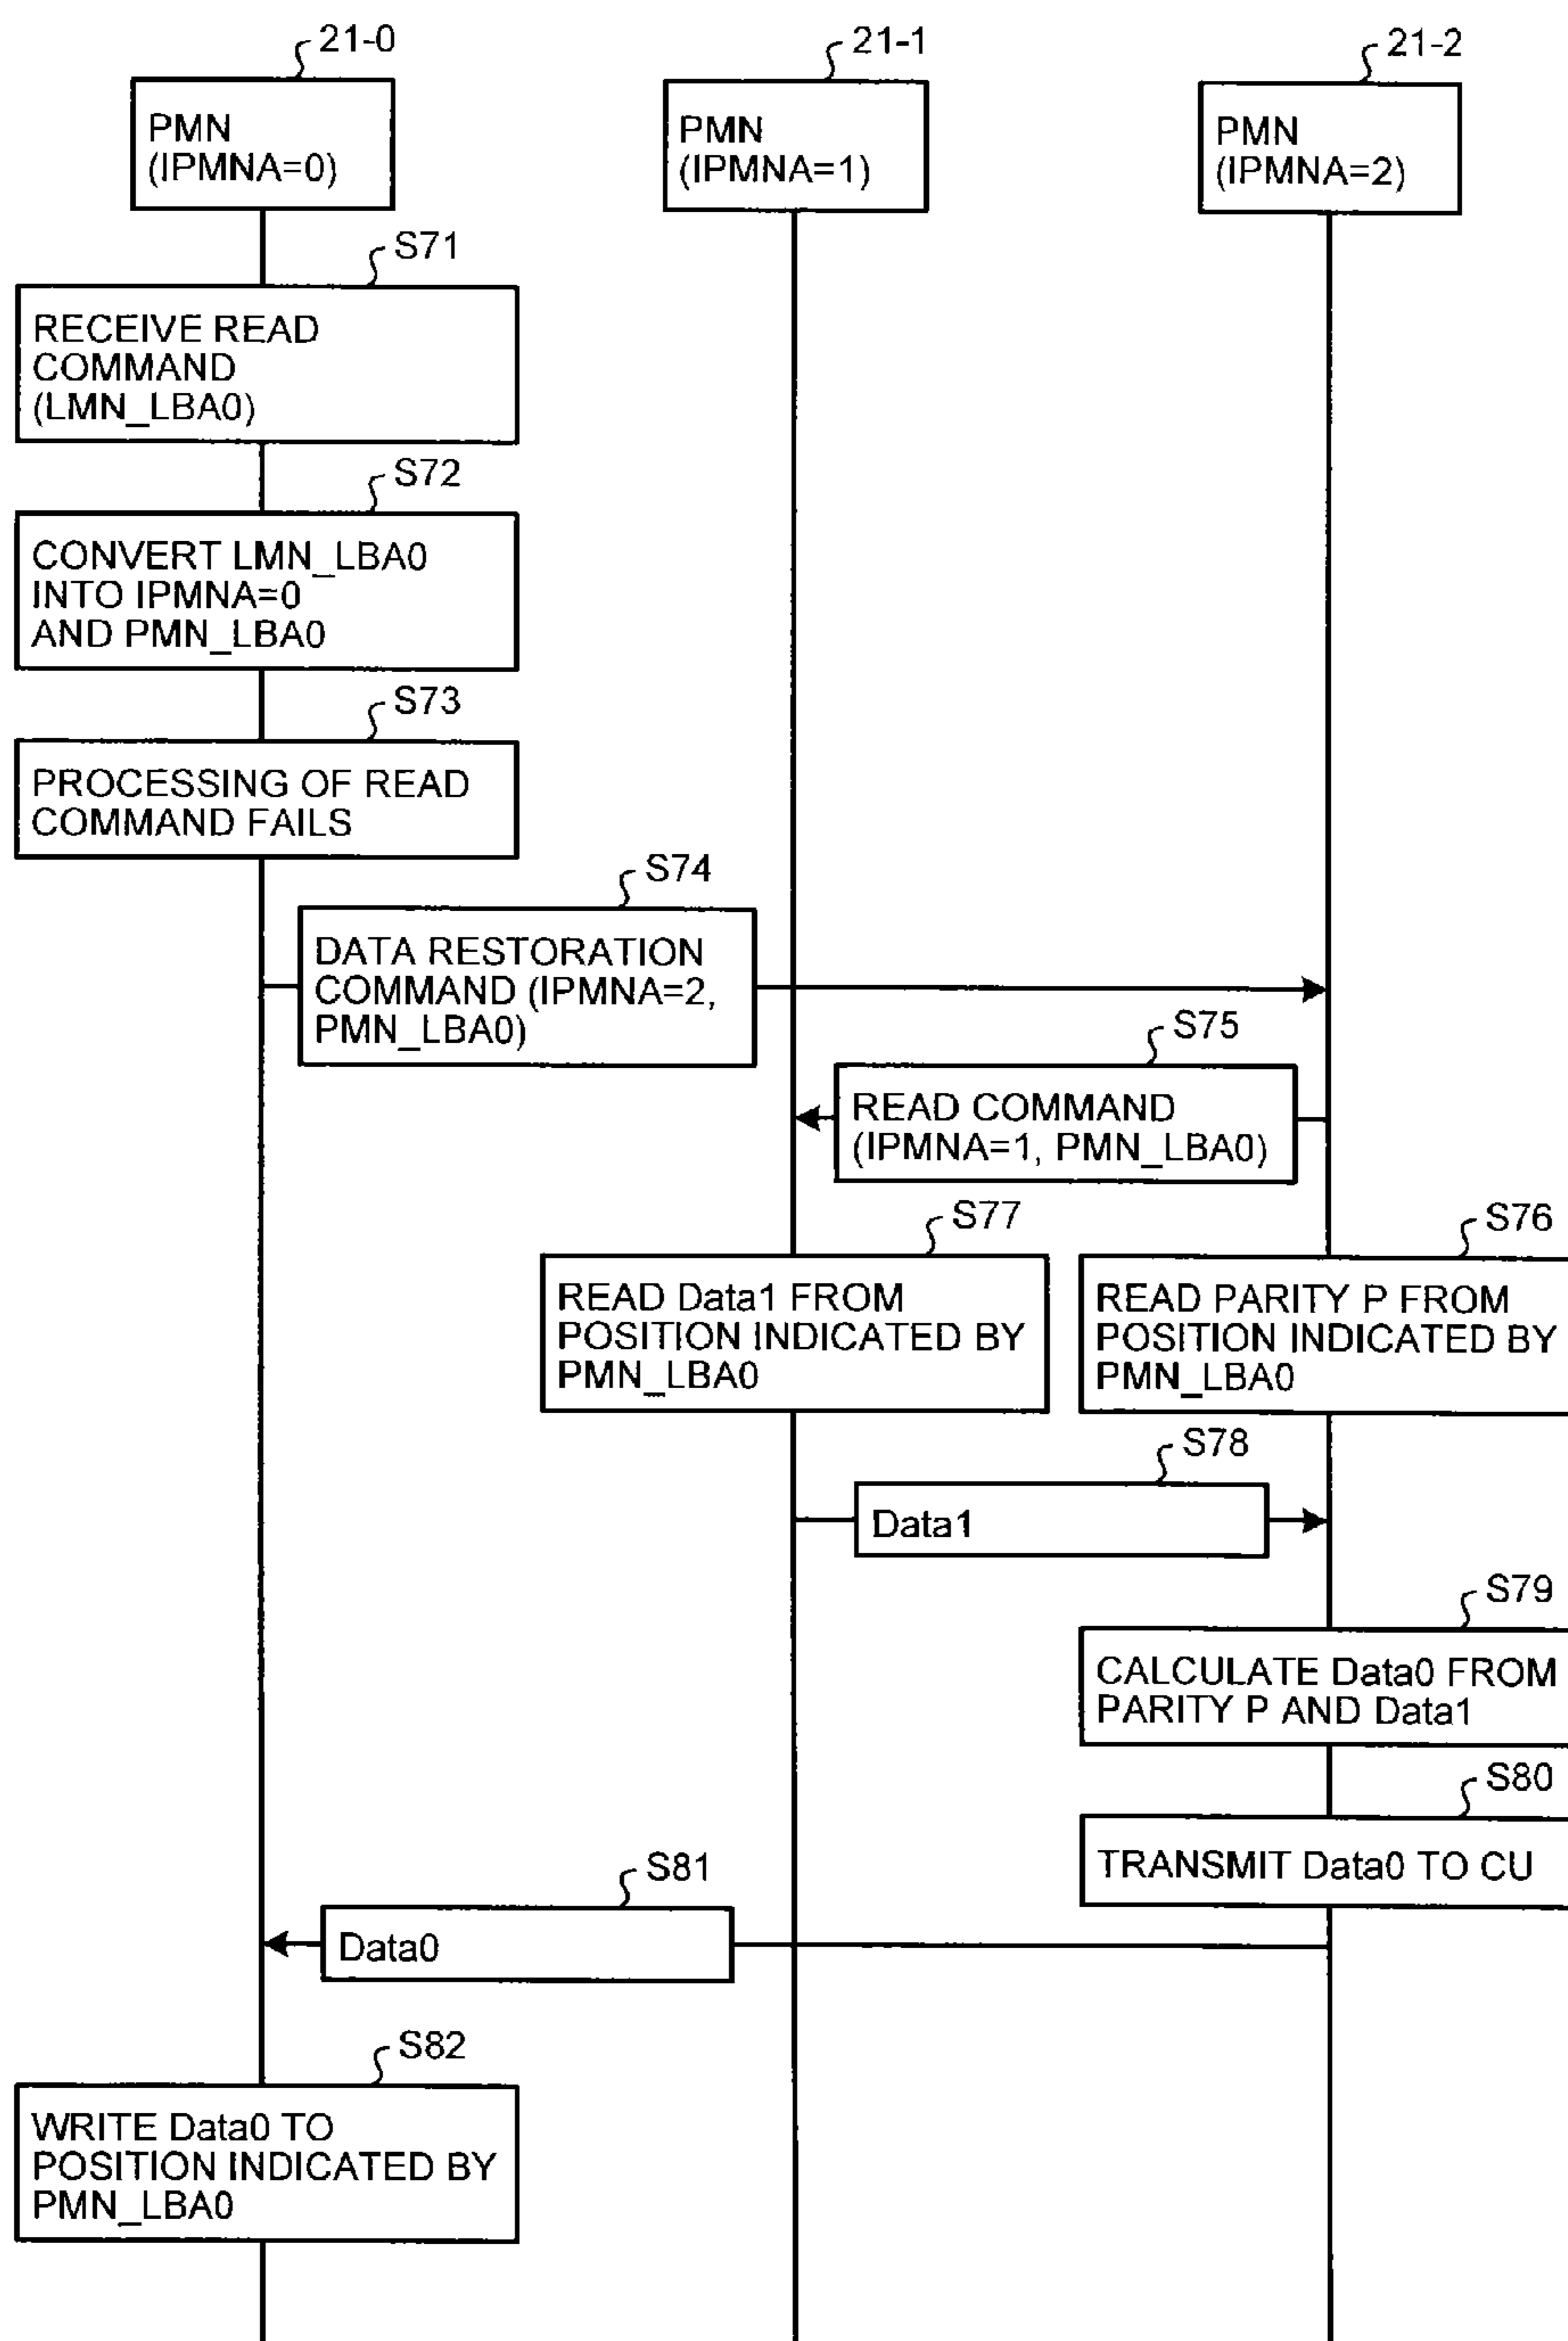 21-0
21-1
21-2
PMN
(IPMNA=0)
PMN
(IPMNA=1)
PMN
(IPMNA=2)
S71
RECEIVE READ
COMMAND
(LMN_LBA0)
S72
CONVERT LMN_LBA0
INTO IPMNA=0
AND PMN_LBA0
S73
PROCESSING OF READ
COMMAND FAILS
S74
DATA RESTORATION
COMMAND (IPMNA=2,
PMN_LBA0)
S75
READ COMMAND
(IPMNA=1, PMN_LBA0)
S77
READ Data1 FROM
POSITION INDICATED BY
PMN_LBA0
S76
READ PARITY P FROM
POSITION INDICATED BY
PMN_LBA0
S78
Data1
S79
CALCULATE Data0 FROM
PARITY P AND Data1
S80
TRANSMIT Data0 TO CU
S81
Data0
S82
WRITE Data0 TO
POSITION INDICATED BY
PMN_LBA0